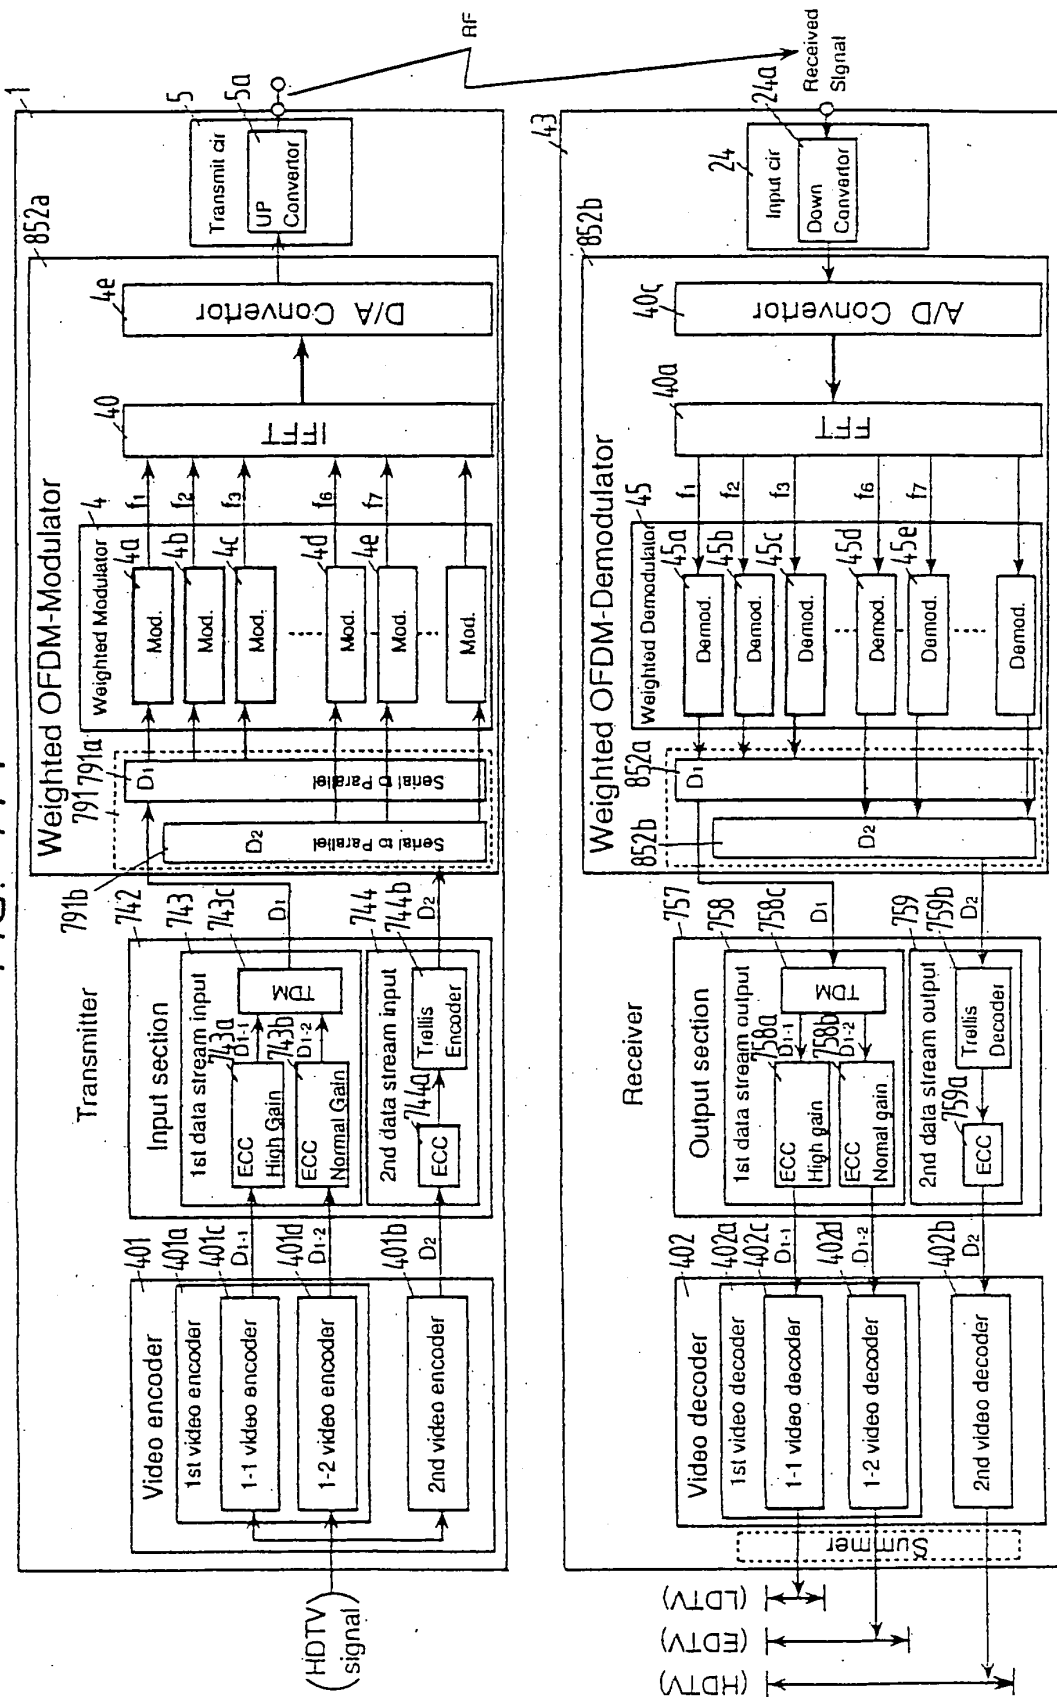 Transmitter
1
(HDTV signal)
401
Video encoder
401a
1st video encoder
401c
1-1 video encoder
401d
1-2 video encoder
401b
2nd video encoder
D1-1
D1-2
D2
742
Input section
743
1st data stream input
743a
ECC
High Gain
D1-1
743b
ECC
Normal Gain
D1-2
743c
TDM
D1
744
2nd data stream input
744a
ECC
744b
Trellis
Encoder
D2
852a
Weighted OFDM-Modulator
791
791a
D1
Serial to Parallel
791b
D2
Serial to Parallel
4
Weighted Modulator
4a
Mod.
f1
4b
Mod.
f2
4c
Mod.
f3
4d
Mod.
f6
4e
Mod.
f7
Mod.
40
IFFT
4e
D/A Convertor
5
Transmit cir
5a
UP
Convertor
RF
Receiver
43
Received
Signal
24
Input cir
24a
Down
Convertor
852b
Weighted OFDM-Demodulator
40c
A/D Convertor
40a
FFT
45
Weighted Demodulator
f1
45a
Demod.
f2
45b
Demod.
f3
45c
Demod.
f6
45d
Demod.
f7
45e
Demod.
Demod.
852a
D1
852b
D2
757
Output section
758
1st data stream output
758c
TDM
D1
758a
ECC
High gain
D1-1
758b
ECC
Normal gain
D1-2
759
2nd data stream output
759b
Trellis
Decoder
D2
759a
ECC
402
Video decoder
402a
1st video decoder
402c
1-1 video decoder
D1-1
402d
1-2 video decoder
D1-2
402b
2nd video decoder
D2
Summer
(LDTV)
(EDTV)
(HDTV)